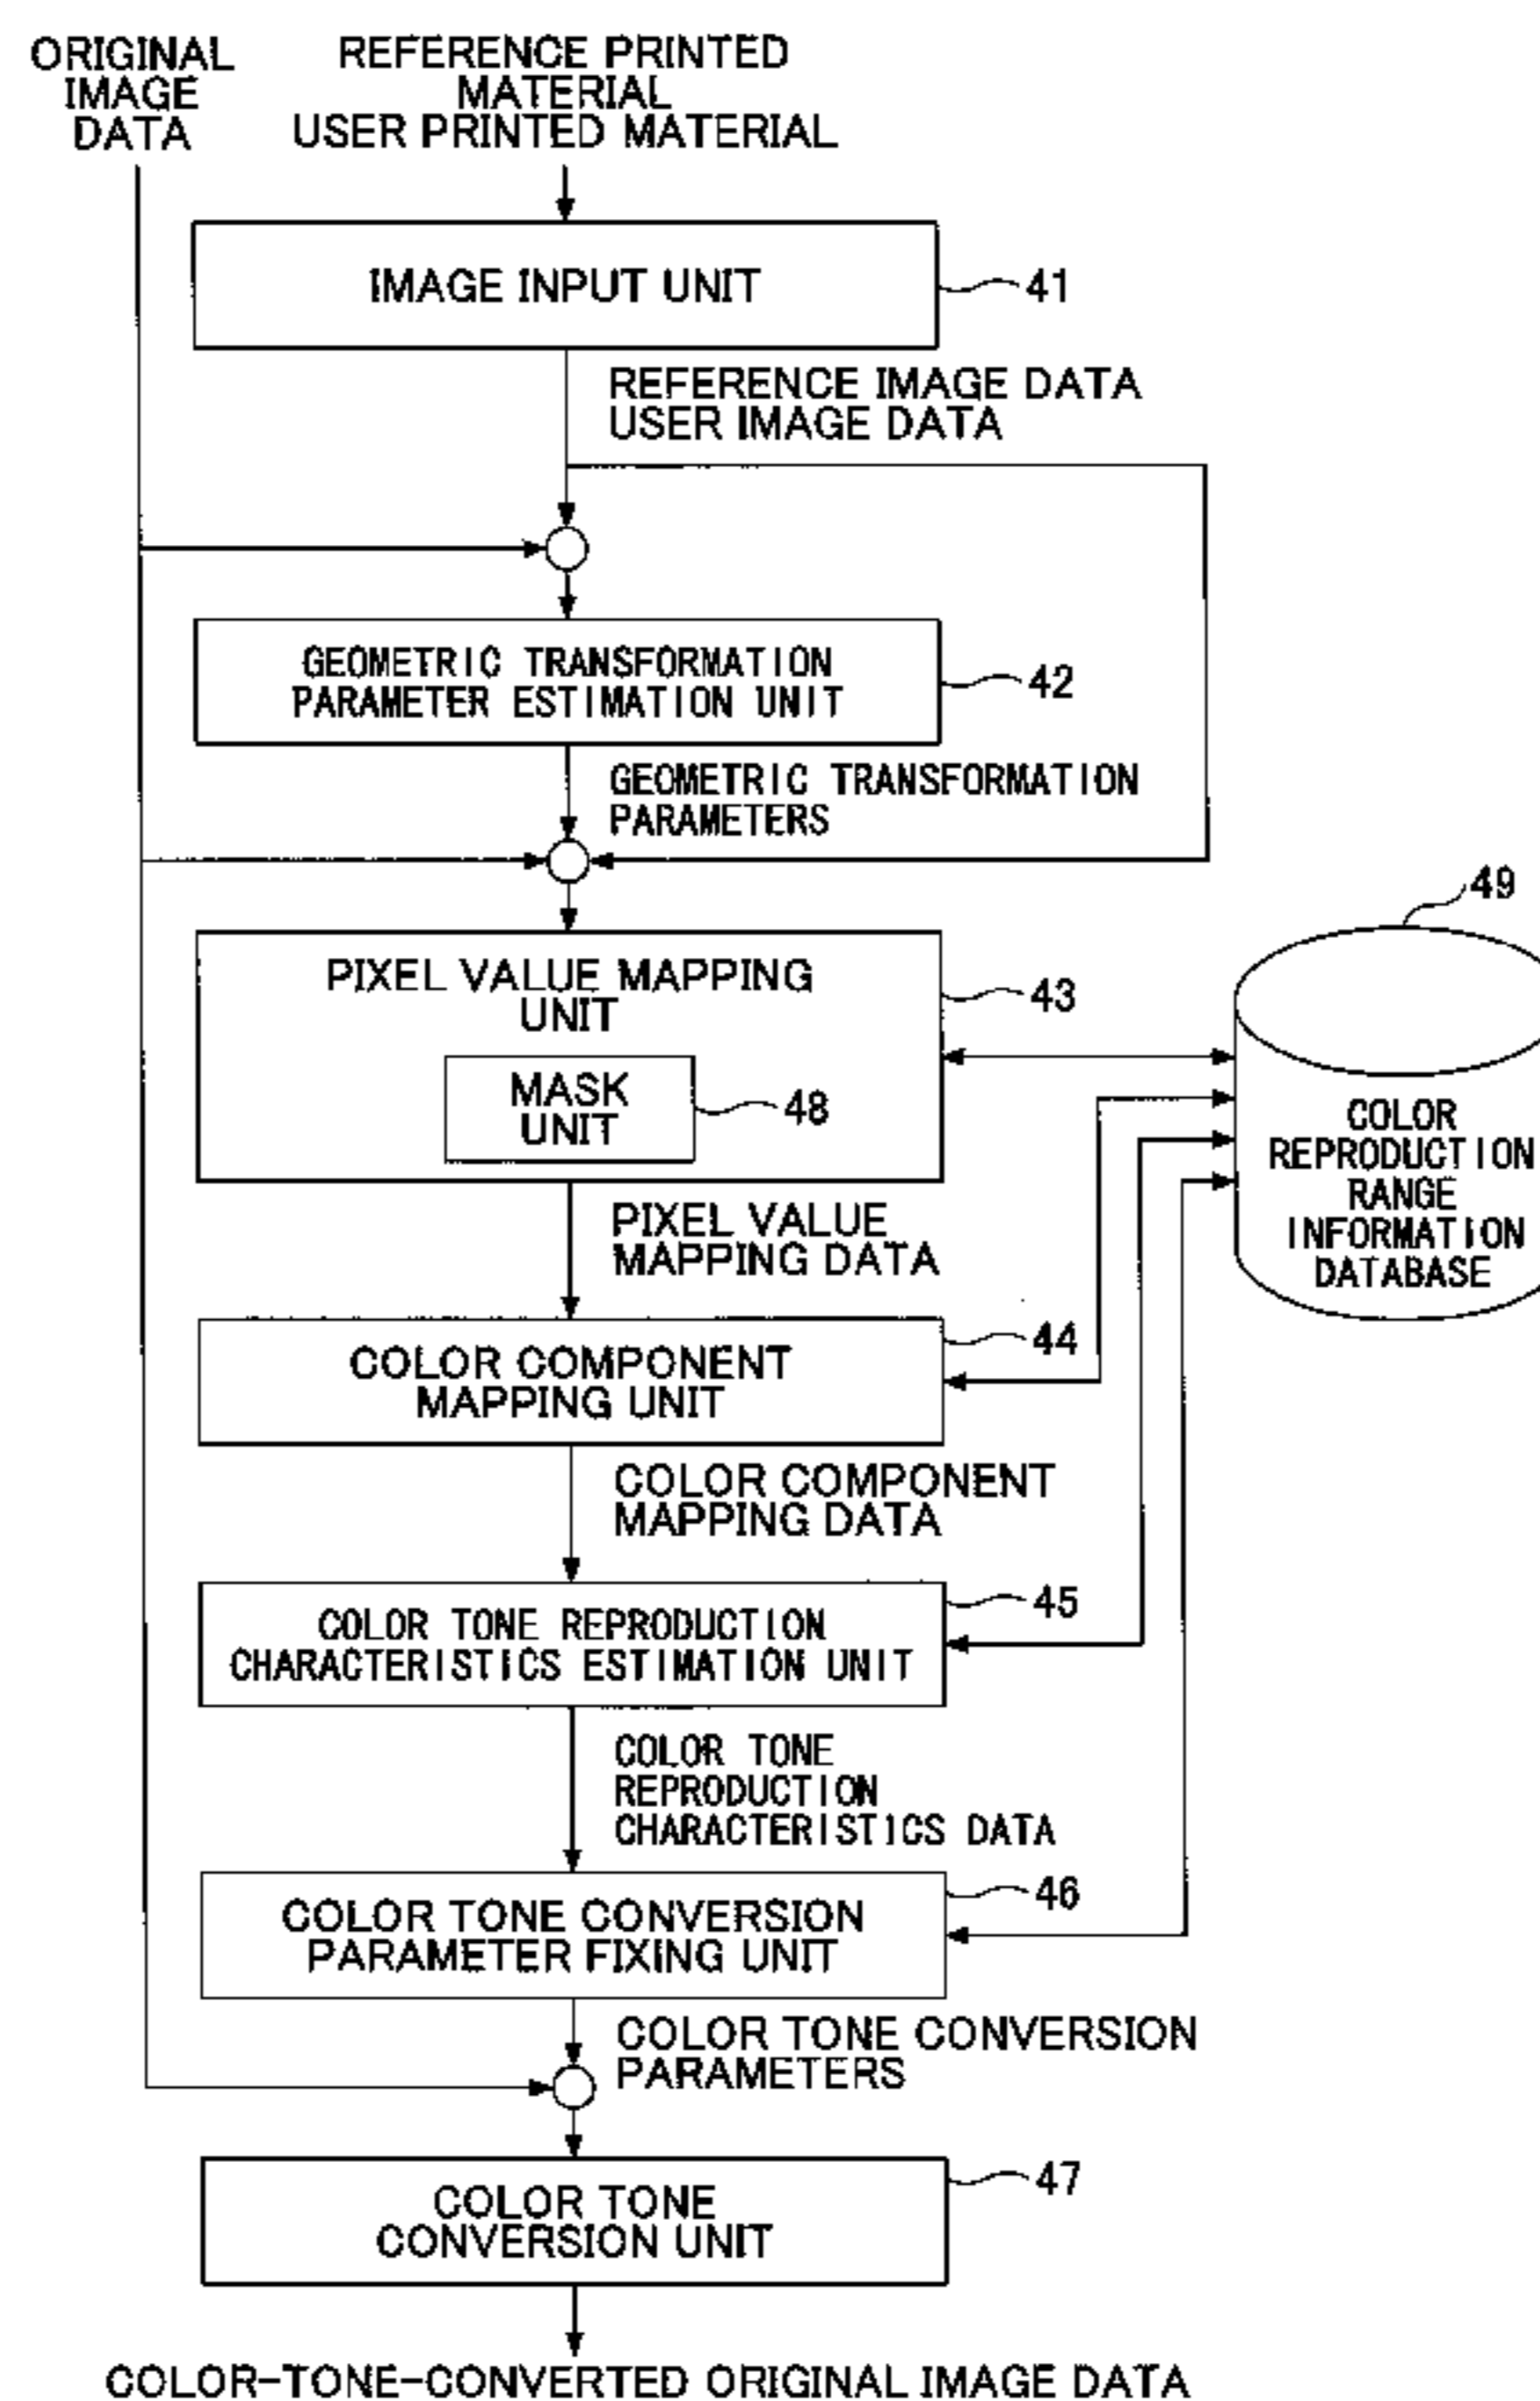 ORIGINAL
IMAGE
DATA
REFERENCE PRINTED
MATERIAL
USER PRINTED MATERIAL
IMAGE INPUT UNIT
41
REFERENCE IMAGE DATA
USER IMAGE DATA
GEOMETRIC TRANSFORMATION
PARAMETER ESTIMATION UNIT
42
GEOMETRIC TRANSFORMATION
PARAMETERS
49
PIXEL VALUE MAPPING
UNIT
43
MASK
UNIT
48
COLOR
REPRODUCTION
RANGE
INFORMATION
DATABASE
PIXEL VALUE
MAPPING DATA
COLOR COMPONENT
MAPPING UNIT
44
COLOR COMPONENT
MAPPING DATA
COLOR TONE REPRODUCTION
CHARACTERISTICS ESTIMATION UNIT
45
COLOR TONE
REPRODUCTION
CHARACTERISTICS DATA
COLOR TONE CONVERSION
PARAMETER FIXING UNIT
46
COLOR TONE CONVERSION
PARAMETERS
COLOR TONE
CONVERSION UNIT
47
COLOR-TONE-CONVERTED ORIGINAL IMAGE DATA